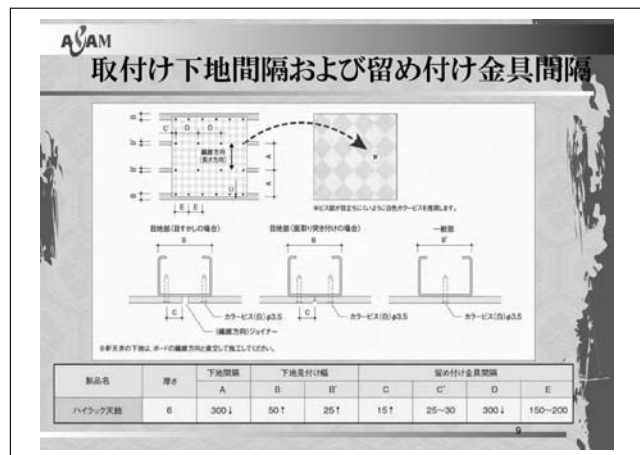 ASAM
取付け下地間隔および留め付け金具間隔
B
B'
B'
B
C'
D
D
繊維方向
(長さ方向)
A
A
C
E
E
※ビス部が目立ちにくいように白色カラービスを推奨します。
目地部(目すかしの場合)
目地部(面取り突き付けの場合)
一般部
B
B
B'
C
C
カラービス(白)φ3.5
カラービス(白)φ3.5
カラービス(白)φ3.5
(繊維方向)ジョイナー
※軒天井の下地は、ボードの繊維方向と直交して施工してください。
製品名 厚さ 下地間隔 下地見付け幅 留め付け金具間隔
A B B' C C' D E
ハイラック天飾 6 300↓ 50↑ 25↑ 15↑ 25～30 300↓ 150～200
9